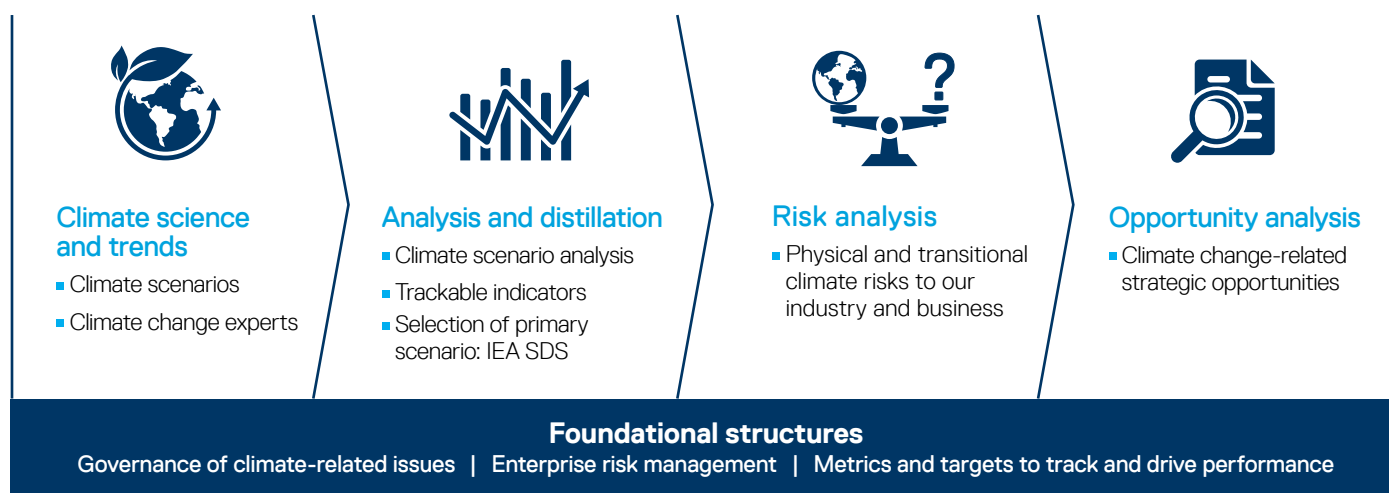 Climate science
and trends
▪ Climate scenarios
▪ Climate change experts
Analysis and distillation
▪ Climate scenario analysis
▪ Trackable indicators
▪ Selection of primary
scenario: IEA SDS
?
Risk analysis
▪ Physical and transitional
climate risks to our
industry and business
Opportunity analysis
▪ Climate change-related
strategic opportunities
Foundational structures
Governance of climate-related issues | Enterprise risk management | Metrics and targets to track and drive performance